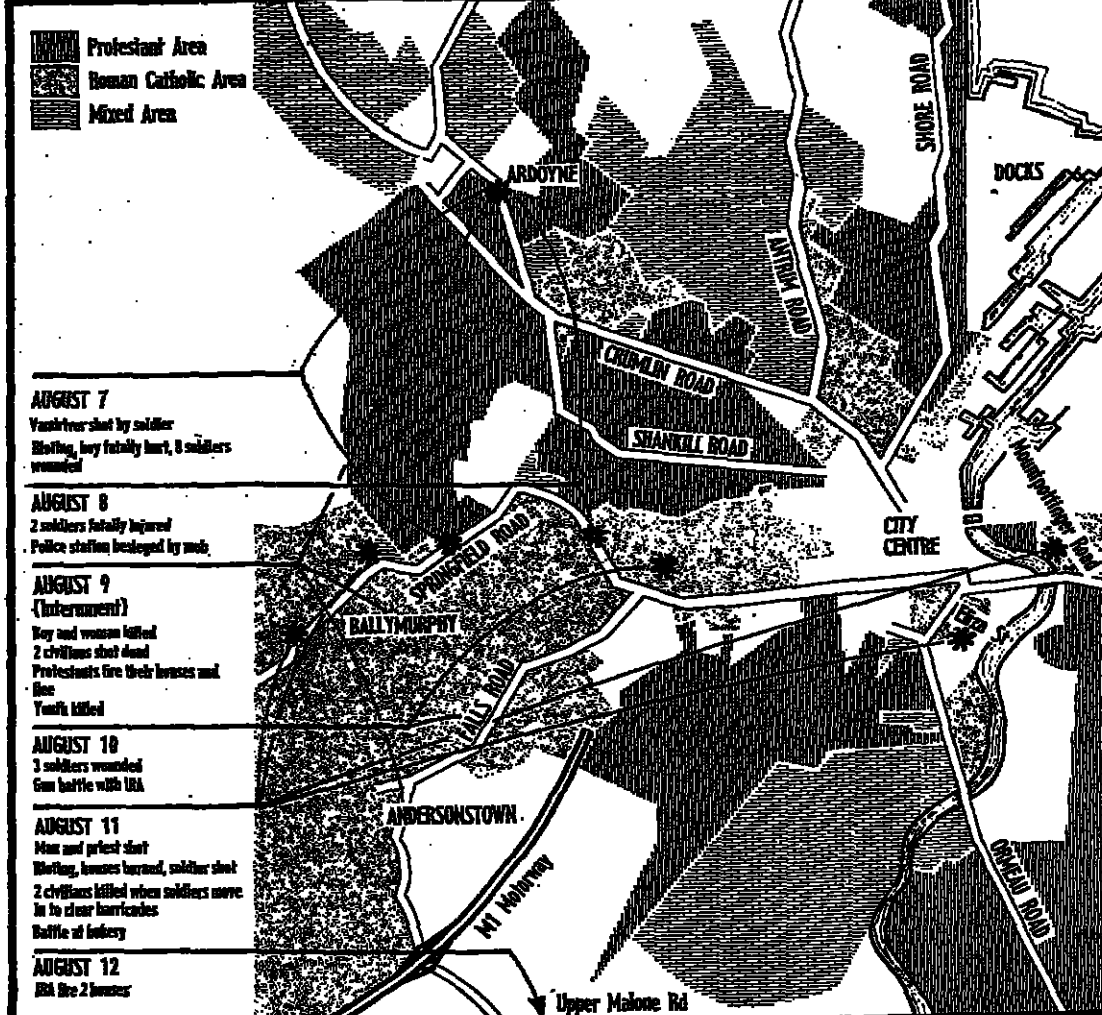 Protestant Area
Roman Catholic Area
Mixed Area
ARDOYNE
SHORE ROAD
DOCKS
ANTRIM ROAD
CRUMLIN ROAD
SHANKILL ROAD
CITY
CENTRE
Mountpottinger Road
SPRINGFIELD ROAD
BALLYMURPHY
FALLS ROAD
ANDERSONSTOWN
M1 Motorway
ORMEAU ROAD
Upper Malone Rd
AUGUST 7
Vandriver shot by soldier
Rioting, boy fatally hurt, 8 soldiers
wounded
AUGUST 8
2 soldiers fatally injured
Police station besieged by mob
AUGUST 9
(Internment)
Boy and woman killed
2 civilians shot dead
Protestants fire their houses and
flee
Youth killed
AUGUST 10
3 soldiers wounded
Gun battle with IRA
AUGUST 11
Man and priest shot
Rioting, houses burned, soldier shot
2 civilians killed when soldiers move
in to clear barricades
Battle at bakery
AUGUST 12
IRA fire 2 houses